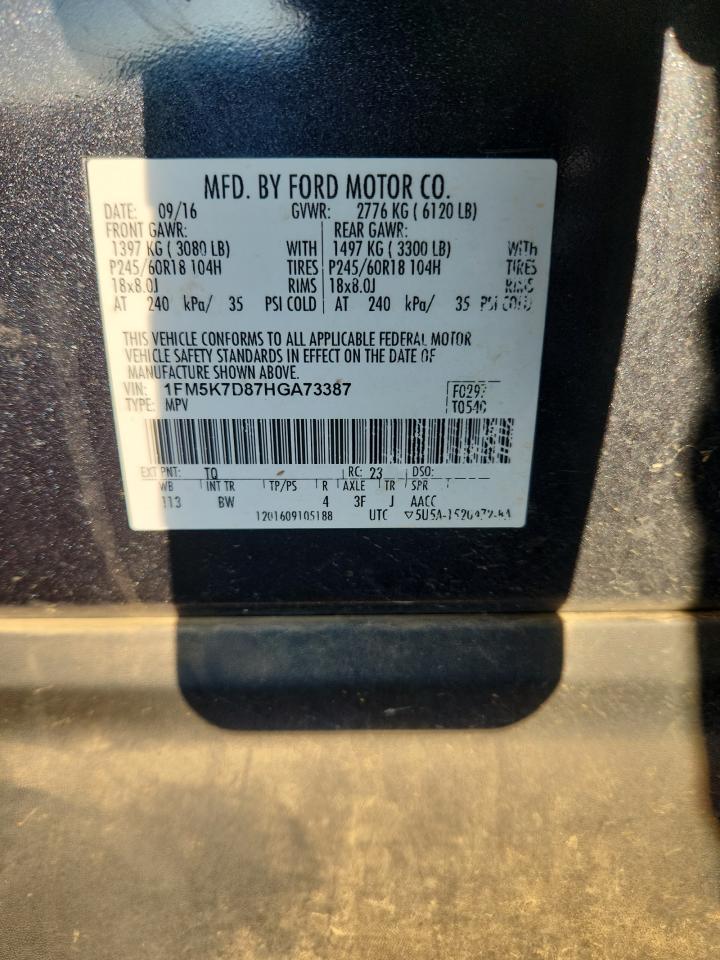 MFD. BY FORD MOTOR CO.
DATE: 09/16 GVWR: 2776 KG ( 6120 LB)
FRONT GAWR: REAR GAWR:
1397 KG ( 3080 LB) WITH 1497 KG ( 3300 LB) WITH
P245/60R18 104H TIRES P245/60R18 104H TIRES
18x8.0J RIMS 18x8.0J RIMS
AT 240 kPa/ 35 PSI COLD AT 240 kPa/ 35 PSI COLD
THIS VEHICLE CONFORMS TO ALL APPLICABLE FEDERAL MOTOR
VEHICLE SAFETY STANDARDS IN EFFECT ON THE DATE OF
MANUFACTURE SHOWN ABOVE.
VIN: 1FM5K7D87HGA73387
TYPE: MPV
EXT PNT: TQ RC: 23 DSO:
WB INT TR TP/PS R AXLE TR SPR
113 BW 4 3F J AACC
1201609105188 UTC